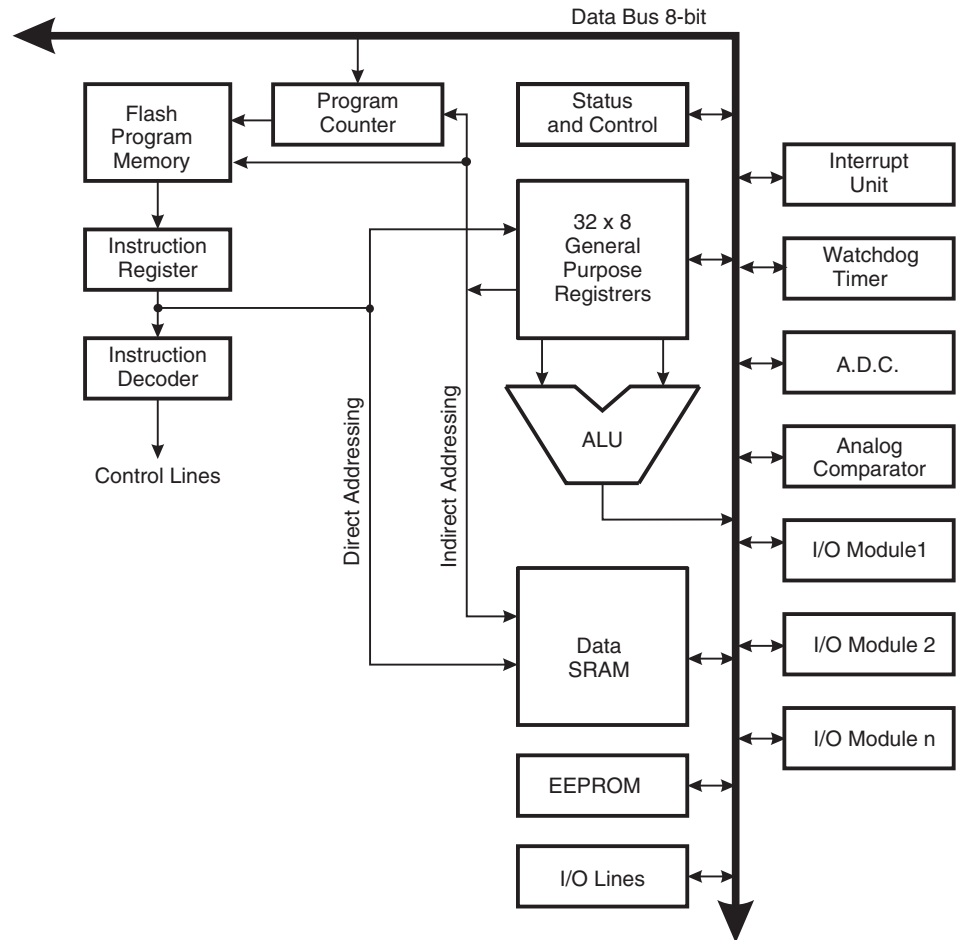 Data Bus 8-bit
Flash
Program
Memory
Program
Counter
Status
and Control
Interrupt
Unit
32 x 8
General
Purpose
Registrers
Instruction
Register
Watchdog
Timer
Instruction
Decoder
A.D.C.
Control Lines
Direct Addressing
Indirect Addressing
ALU
Analog
Comparator
I/O Module1
Data
SRAM
I/O Module 2
I/O Module n
EEPROM
I/O Lines